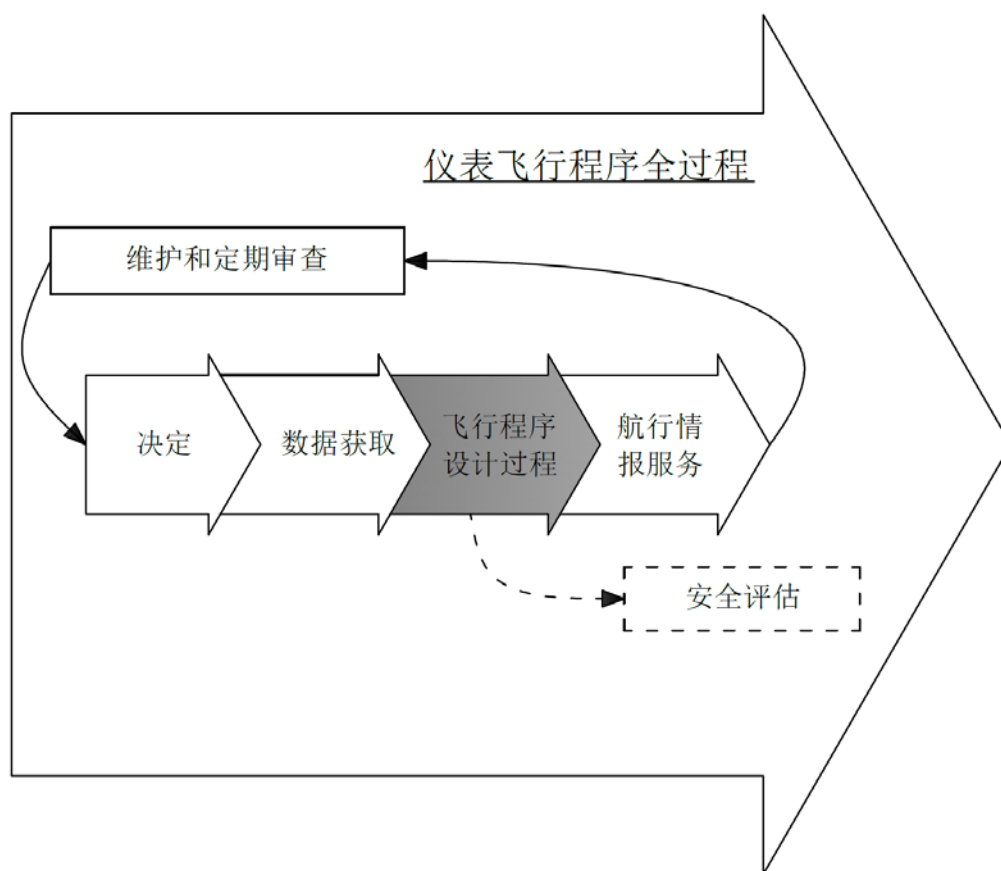 仪表飞行程序全过程
维护和定期审查
决定
数据获取
飞行程序
设计过程
航行情
报服务
安全评估